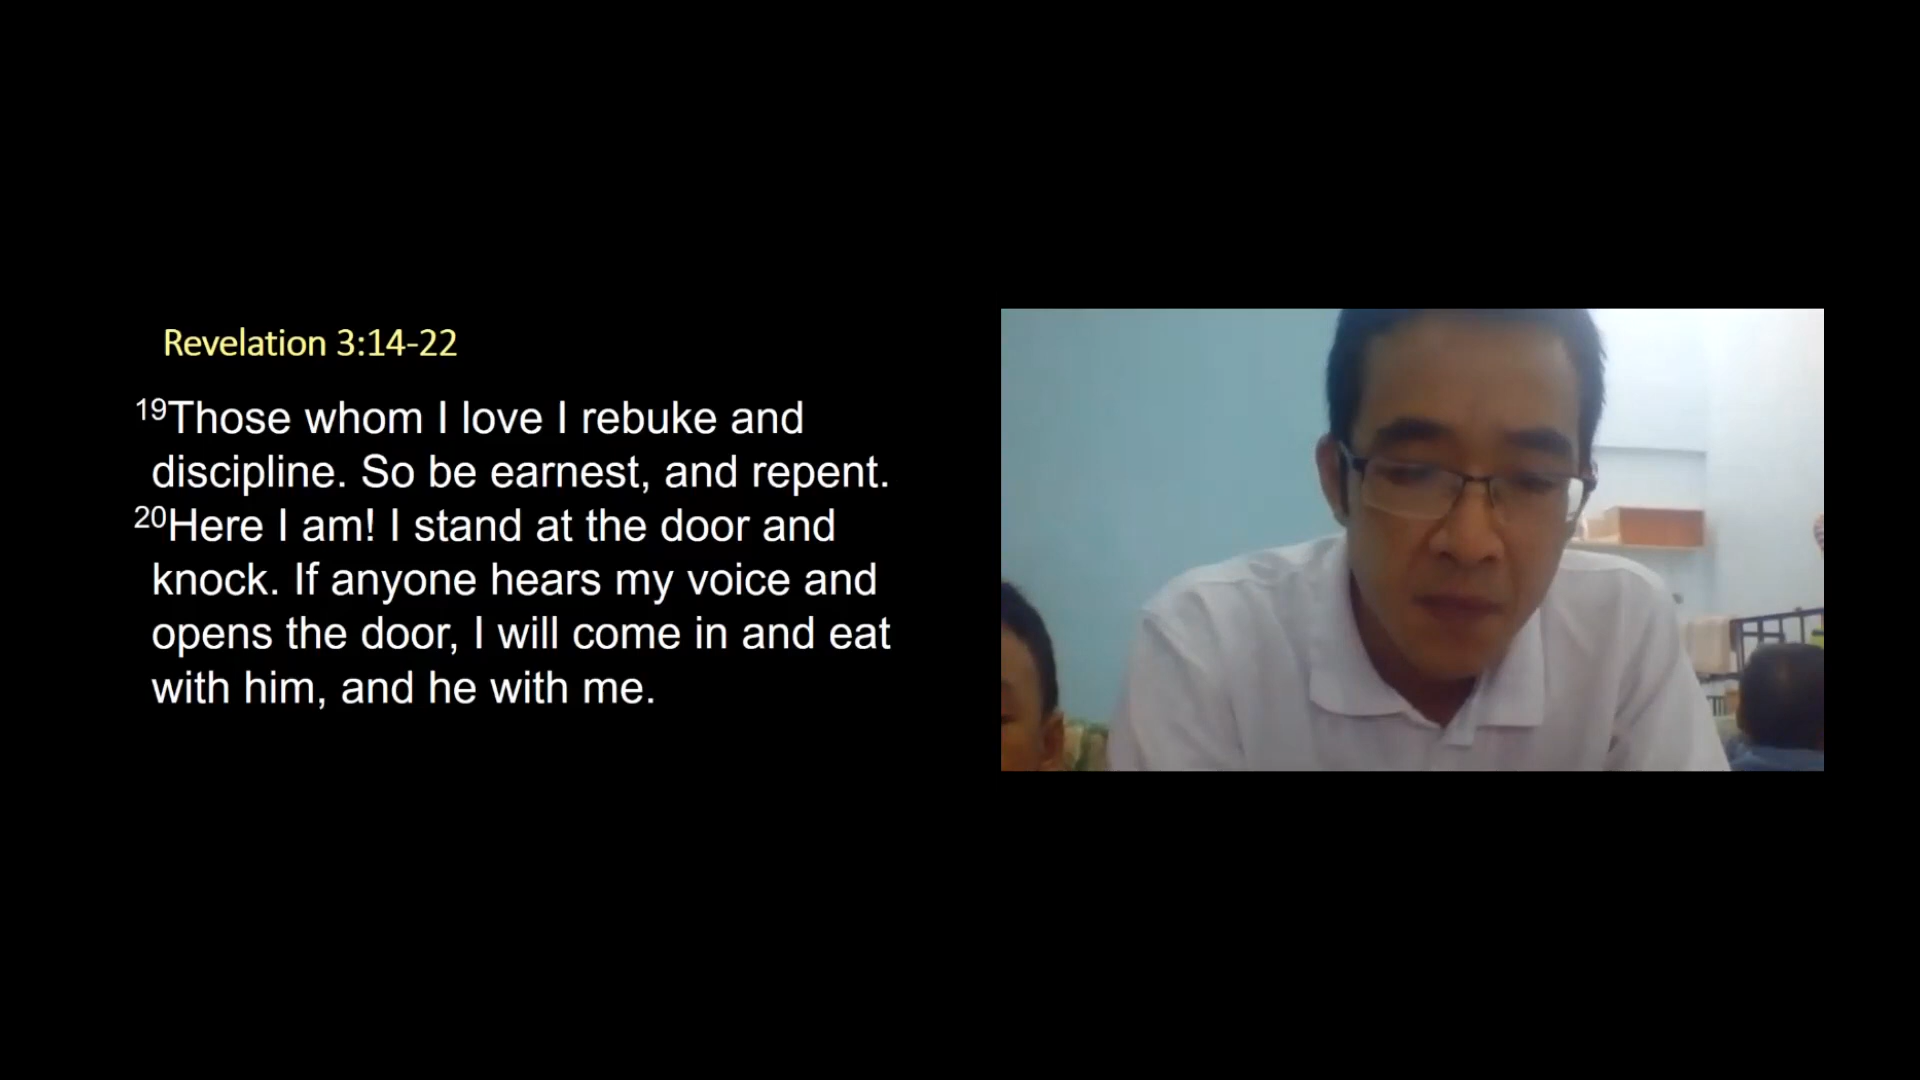 Revelation 3:14-22
¹⁹Those whom I love I rebuke and
discipline. So be earnest, and repent.
²⁰Here I am! I stand at the door and
knock. If anyone hears my voice and
opens the door, I will come in and eat
with him, and he with me.